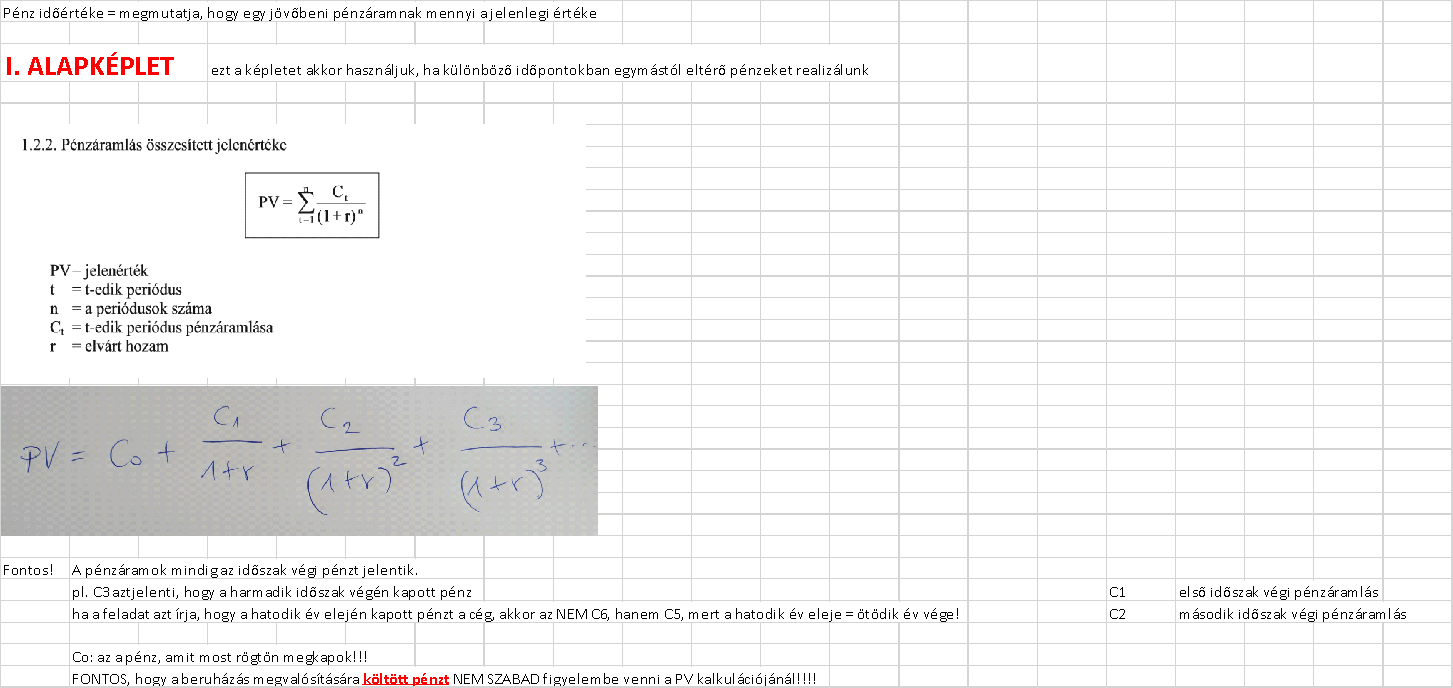 Pénz időértéke = megmutatja, hogy egy jövőbeni pénzáramnak mennyi a jelenlegi értéke
I. ALAPKÉPLET ezt a képletet akkor használjuk, ha különböző időpontokban egymástól eltérő pénzeket realizálunk
1.2.2. Pénzáramlás összesített jelenértéke
PV = n ∑ t=1 C_t / (1 + r)^n
PV – jelenérték
t = t-edik periódus
n = a periódusok száma
C_t = t-edik periódus pénzáramlása
r = elvárt hozam
PV = C_0 + C_1 / 1+r + C_2 / (1+r)^2 + C_3 / (1+r)^3 + ...
Fontos! A pénzáramok mindig az időszak végi pénzt jelentik.
pl. C3 azt jelenti, hogy a harmadik időszak végén kapott pénz C1 első időszak végi pénzáramlás
ha a feladat azt írja, hogy a hatodik év elején kapott pénzt a cég, akkor az NEM C6, hanem C5, mert a hatodik év eleje = ötödik év vége! C2 második időszak végi pénzáramlás
Co: az a pénz, amit most rögtön megkapok!!!
FONTOS, hogy a beruházás megvalósítására költött pénzt NEM SZABAD figyelembe venni a PV kalkulációjánál!!!!